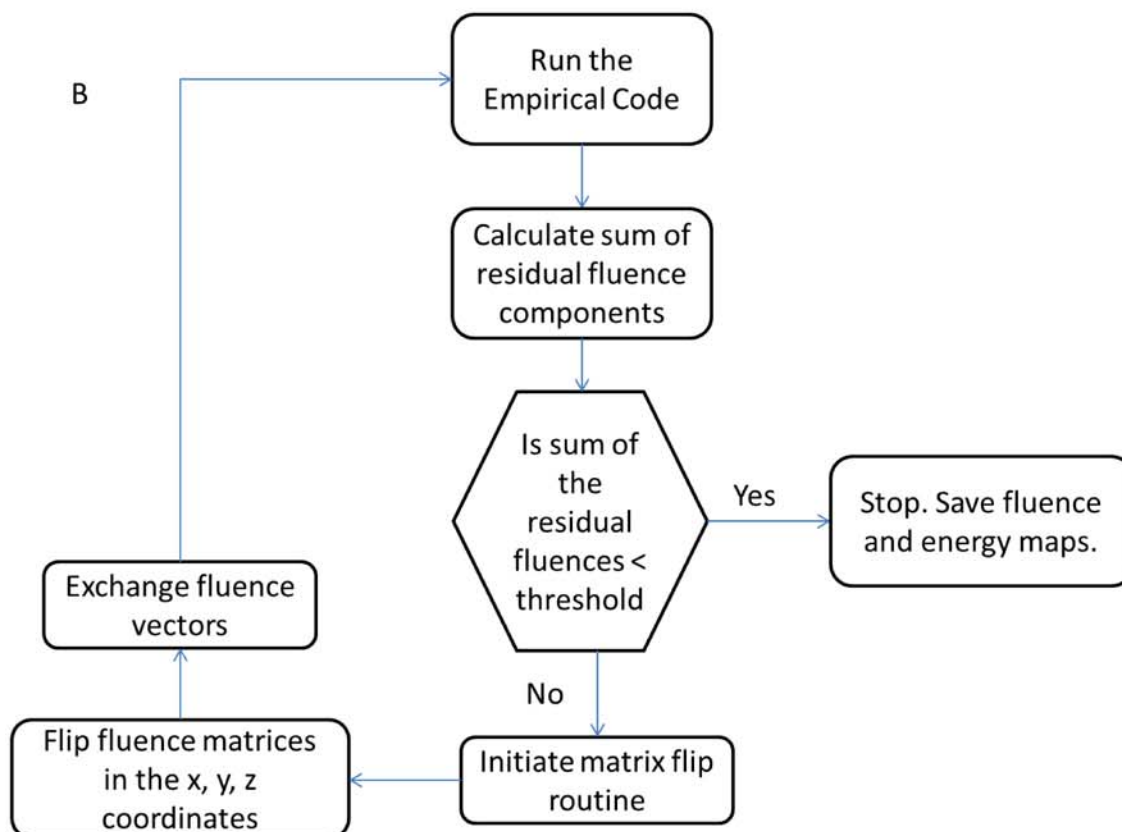 B
Run the
Empirical Code
Calculate sum of
residual fluence
components
Is sum of
the
residual
fluences <
threshold
Yes
Stop. Save fluence
and energy maps.
No
Initiate matrix flip
routine
Flip fluence matrices
in the x, y, z
coordinates
Exchange fluence
vectors